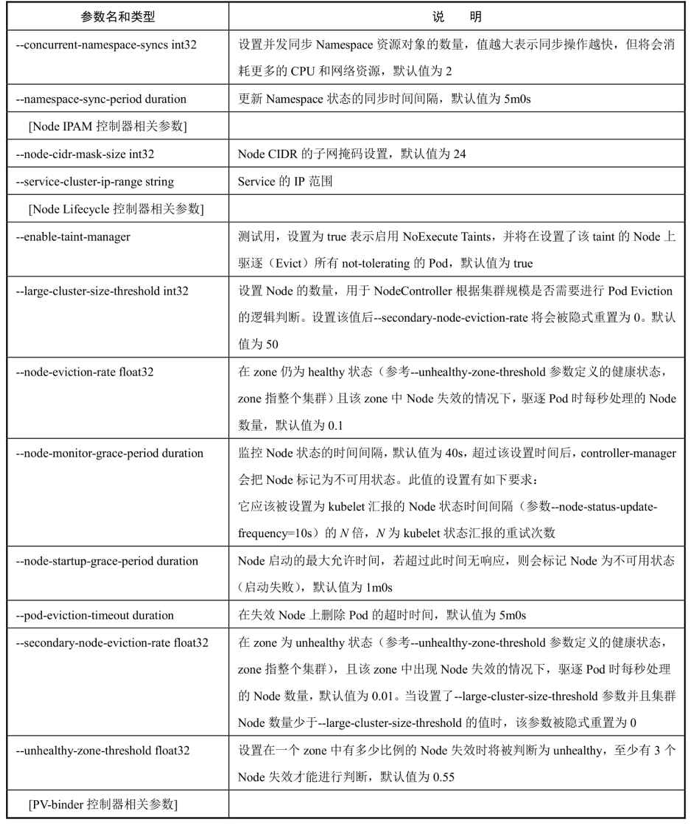 参数名和类型
说 明
--concurrent-namespace-syncs int32
设置并发同步 Namespace 资源对象的数量，值越大表示同步操作越快，但将会消
耗更多的 CPU 和网络资源，默认值为 2
--namespace-sync-period duration
更新 Namespace 状态的同步时间间隔，默认值为 5m0s
[Node IPAM 控制器相关参数]
--node-cidr-mask-size int32
Node CIDR 的子网掩码设置，默认值为 24
--service-cluster-ip-range string
Service 的 IP 范围
[Node Lifecycle 控制器相关参数]
--enable-taint-manager
测试用，设置为 true 表示启用 NoExecute Taints，并将在设置了该 taint 的 Node 上
驱逐（Evict）所有 not-tolerating 的 Pod，默认值为 true
--large-cluster-size-threshold int32
设置 Node 的数量，用于 NodeController 根据集群规模是否需要进行 Pod Eviction
的逻辑判断。设置该值后--secondary-node-eviction-rate 将会被隐式重置为 0。默认
值为 50
--node-eviction-rate float32
在 zone 仍为 healthy 状态（参考--unhealthy-zone-threshold 参数定义的健康状态，
zone 指整个集群）且该 zone 中 Node 失效的情况下，驱逐 Pod 时每秒处理的 Node
数量，默认值为 0.1
--node-monitor-grace-period duration
监控 Node 状态的时间间隔，默认值为 40s，超过该设置时间后，controller-manager
会把 Node 标记为不可用状态。此值的设置有如下要求：
它应该被设置为 kubelet 汇报的 Node 状态时间间隔（参数--node-status-update-
frequency=10s）的 N 倍，N 为 kubelet 状态汇报的重试次数
--node-startup-grace-period duration
Node 启动的最大允许时间，若超过此时间无响应，则会标记 Node 为不可用状态
（启动失败），默认值为 1m0s
--pod-eviction-timeout duration
在失效 Node 上删除 Pod 的超时时间，默认值为 5m0s
--secondary-node-eviction-rate float32
在 zone 为 unhealthy 状态（参考--unhealthy-zone-threshold 参数定义的健康状态，
zone 指整个集群），且该 zone 中出现 Node 失效的情况下，驱逐 Pod 时每秒处理
的 Node 数量，默认值为 0.01。当设置了--large-cluster-size-threshold 参数并且集群
Node 数量少于--large-cluster-size-threshold 的值时，该参数被隐式重置为 0
--unhealthy-zone-threshold float32
设置在一个 zone 中有多少比例的 Node 失效时将被判断为 unhealthy，至少有 3 个
Node 失效才能进行判断，默认值为 0.55
[PV-binder 控制器相关参数]